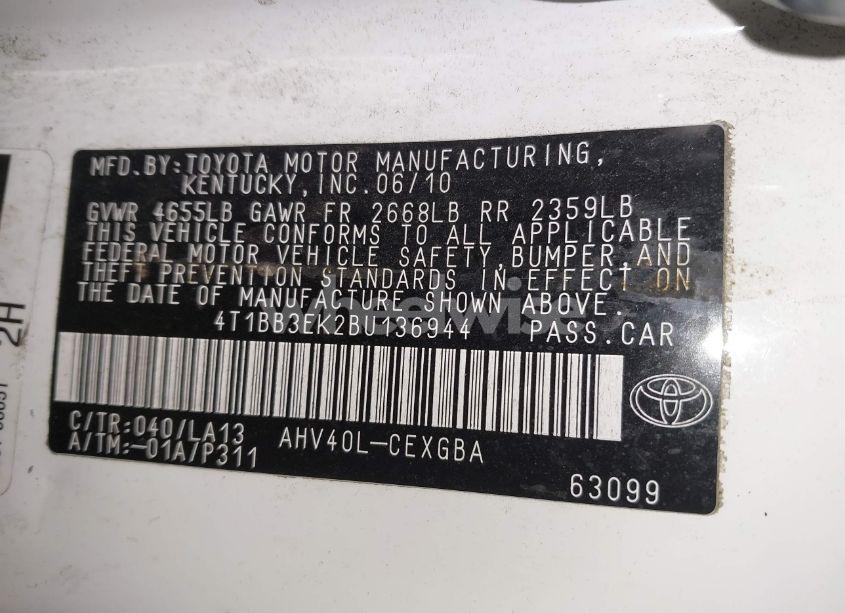 MFD.BY:TOYOTA MOTOR MANUFACTURING,
KENTUCKY,INC.06/10
GVWR 4655LB GAWR FR 2668LB RR 2359LB
THIS VEHICLE CONFORMS TO ALL APPLICABLE
FEDERAL MOTOR VEHICLE SAFETY,BUMPER,AND
THEFT PREVENTION STANDARDS IN EFFECT ON
THE DATE OF MANUFACTURE SHOWN ABOVE.
4T1BB3EK2BU136944 PASS.CAR
C/TR:040/LA13
A/TM:-01A/P311
AHV40L-CEXGBA
63099
2H